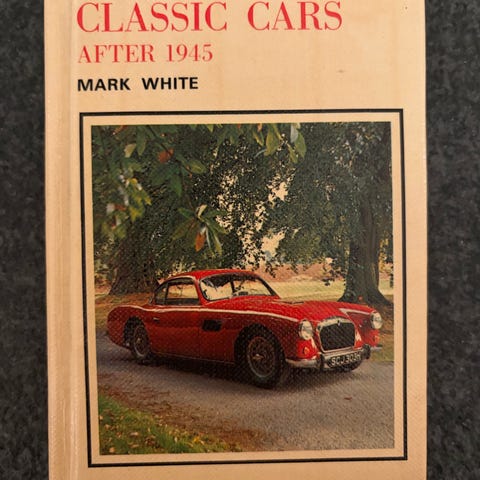 CLASSIC CARS
AFTER 1945
MARK WHITE